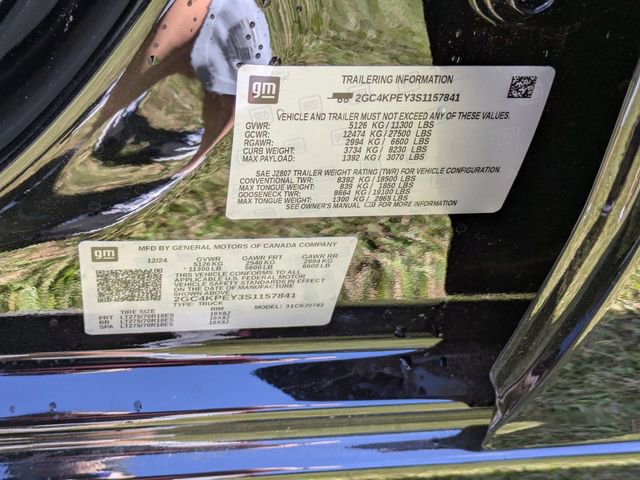 gm
TRAILERING INFORMATION
2GC4KPEY3S1157841
VEHICLE AND TRAILER MUST NOT EXCEED ANY OF THESE VALUES.
GVWR: 5126 KG / 11300 LBS
GCWR: 12474 KG / 27500 LBS
RGAWR: 2994 KG / 6600 LBS
CURB WEIGHT: 3734 KG / 8230 LBS
MAX PAYLOAD: 1392 KG / 3070 LBS
SAE J2807 TRAILER WEIGHT RATING (TWR) FOR VEHICLE CONFIGURATION.
CONVENTIONAL TWR: 8392 KG / 18500 LBS
MAX TONGUE WEIGHT: 839 KG / 1850 LBS
GOOSENECK TWR: 8664 KG / 19100 LBS
MAX TONGUE WEIGHT: 1300 KG / 2865 LBS
SEE OWNER'S MANUAL FOR ADDITIONAL INFORMATION
gm
MFD BY GENERAL MOTORS OF CANADA COMPANY
12/24 GVWR GAWR FRT GAWR RR
5126 KG 2540 KG 2994 KG
11300 LB 5600 LB 6600 LB
THIS VEHICLE CONFORMS TO ALL
APPLICABLE U.S. FEDERAL MOTOR
VEHICLE SAFETY STANDARDS IN EFFECT
ON THE DATE OF MANUFACTURE
SHOWN ABOVE.
2GC4KPEY3S1157841
TYPE: TRUCK MODEL: 31CK20743
TIRE SIZE RIM
FRT LT275/70R18E5 18X8J
RR LT275/70R18E5 18X8J
SPA LT275/70R18E5 18X8J